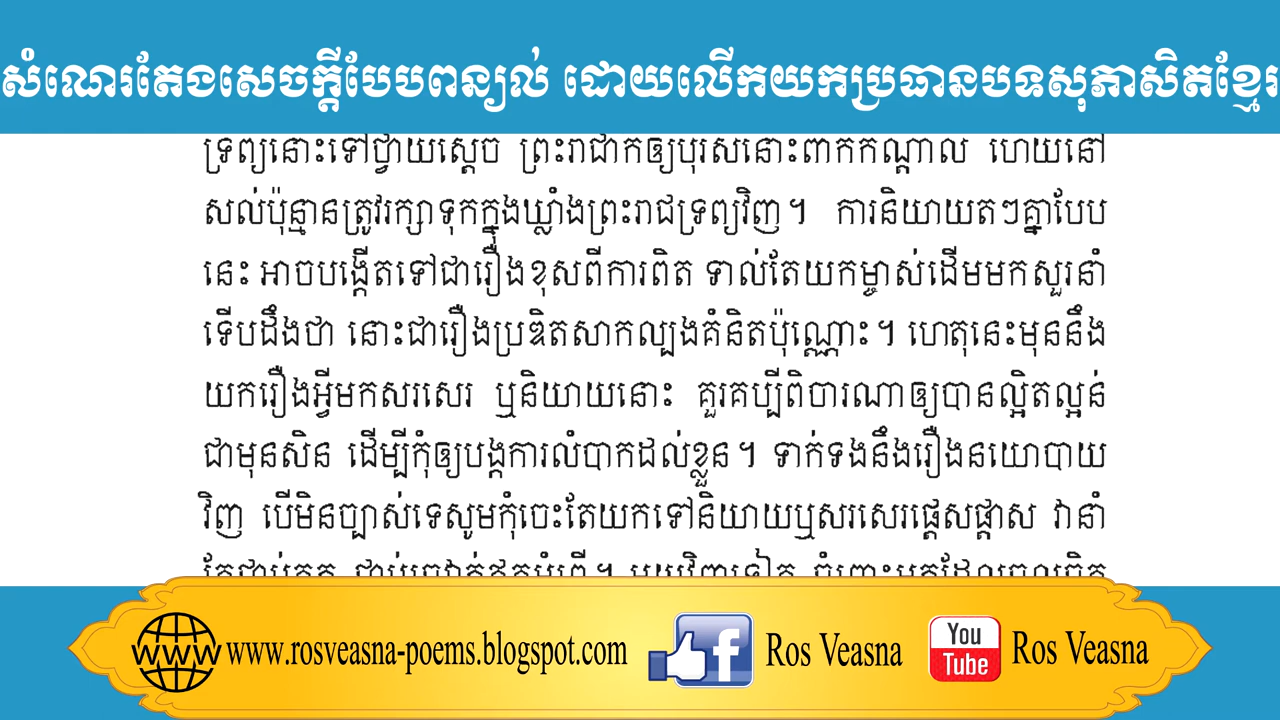 សំណេរតែងសេចក្ដីបែបពន្យល់ ដោយលើកយកប្រធានបទសុភាសិតខ្មែរ
ទ្រព្យនោះទៅថ្វាយស្ដេច ព្រះរាជាកឲ្យបុរសនោះពាក់កណ្ដាល ហើយនៅ
សល់ប៉ុន្មានត្រូវរក្សាទុកក្នុងឃ្លាំងព្រះរាជទ្រព្យវិញ។ ការនិយាយតៗគ្នាបែប
នេះ អាចបង្កើតទៅជារឿងខុសពីការពិត ទាល់តែយកម្ចាស់ដើមមកសួរនាំ
ទើបដឹងថា នោះជារឿងប្រឌិតសាកល្បងគំនិតប៉ុណ្ណោះ។ ហេតុនេះមុននឹង
យករឿងអ្វីមកសរសេរ ឬនិយាយនោះ គួរគប្បីពិចារណាឲ្យបានល្អិតល្អន់
ជាមុនសិន ដើម្បីកុំឲ្យបង្កការលំបាកដល់ខ្លួន។ ទាក់ទងនឹងរឿងនយោបាយ
វិញ បើមិនច្បាស់ទេសូមកុំចេះតែយកទៅនិយាយឬសរសេរផ្ដេសផ្ដាស វានាំ
www.rosveasna-poems.blogspot.com
Ros Veasna
You Tube
Ros Veasna